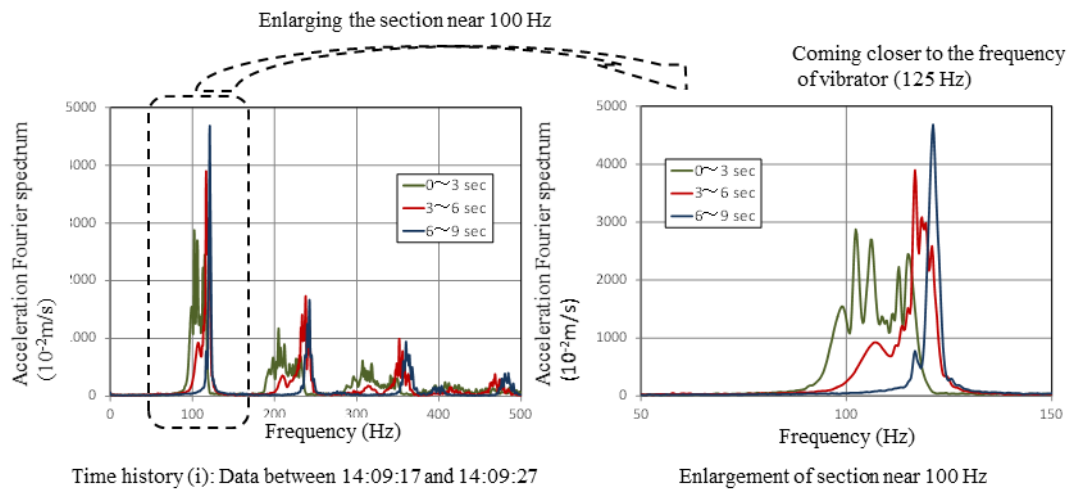 Enlarging the section near 100 Hz
Coming closer to the frequency
of vibrator (125 Hz)
Acceleration Fourier spectrum
(10⁻²m/s)
5000
4000
3000
2000
1000
0
0～3 sec
3～6 sec
6～9 sec
0
100
200
300
400
500
Frequency (Hz)
Time history (i): Data between 14:09:17 and 14:09:27
Acceleration Fourier spectrum
(10⁻²m/s)
5000
4000
3000
2000
1000
0
0～3 sec
3～6 sec
6～9 sec
50
100
150
Frequency (Hz)
Enlargement of section near 100 Hz